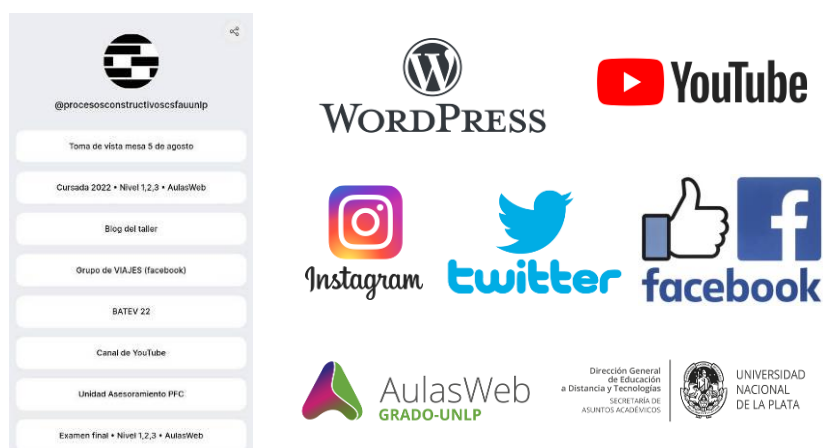 @procesosconstructivoscsfauunlp
Toma de vista mesa 5 de agosto
Cursada 2022 • Nivel 1,2,3 • AulasWeb
Blog del taller
Grupo de VIAJES (facebook)
BATEV 22
Canal de YouTube
Unidad Asesoramiento PFC
Examen final • Nivel 1,2,3 • AulasWeb
WORDPRESS
YouTube
Instagram
twitter
facebook
AulasWeb
GRADO-UNLP
Dirección General
de Educación
a Distancia y Tecnologías
SECRETARÍA DE
ASUNTOS ACADÉMICOS
UNIVERSIDAD
NACIONAL
DE LA PLATA